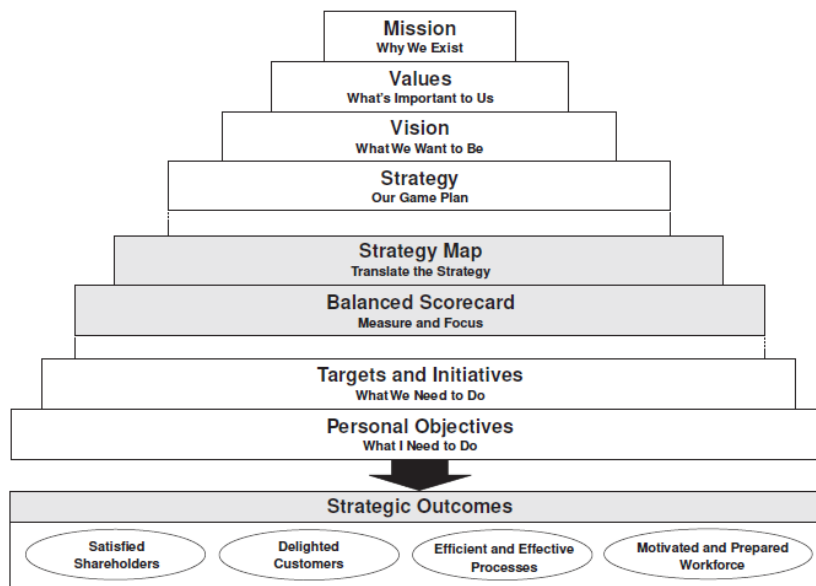 Mission
Why We Exist
Values
What's Important to Us
Vision
What We Want to Be
Strategy
Our Game Plan
Strategy Map
Translate the Strategy
Balanced Scorecard
Measure and Focus
Targets and Initiatives
What We Need to Do
Personal Objectives
What I Need to Do
Strategic Outcomes
Satisfied
Shareholders
Delighted
Customers
Efficient and Effective
Processes
Motivated and Prepared
Workforce